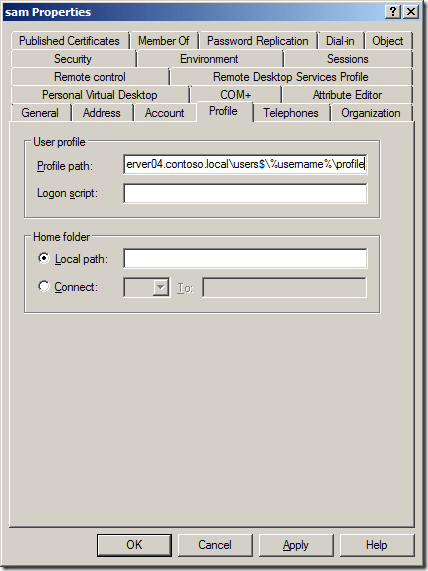 sam Properties
Published Certificates Member Of Password Replication Dial-in Object
Security Environment Sessions
Remote control Remote Desktop Services Profile
Personal Virtual Desktop COM+ Attribute Editor
General Address Account Profile Telephones Organization
User profile
Profile path: erver04.contoso.local\users$\%username%\profile
Logon script:
Home folder
Local path:
Connect: To:
OK Cancel Apply Help